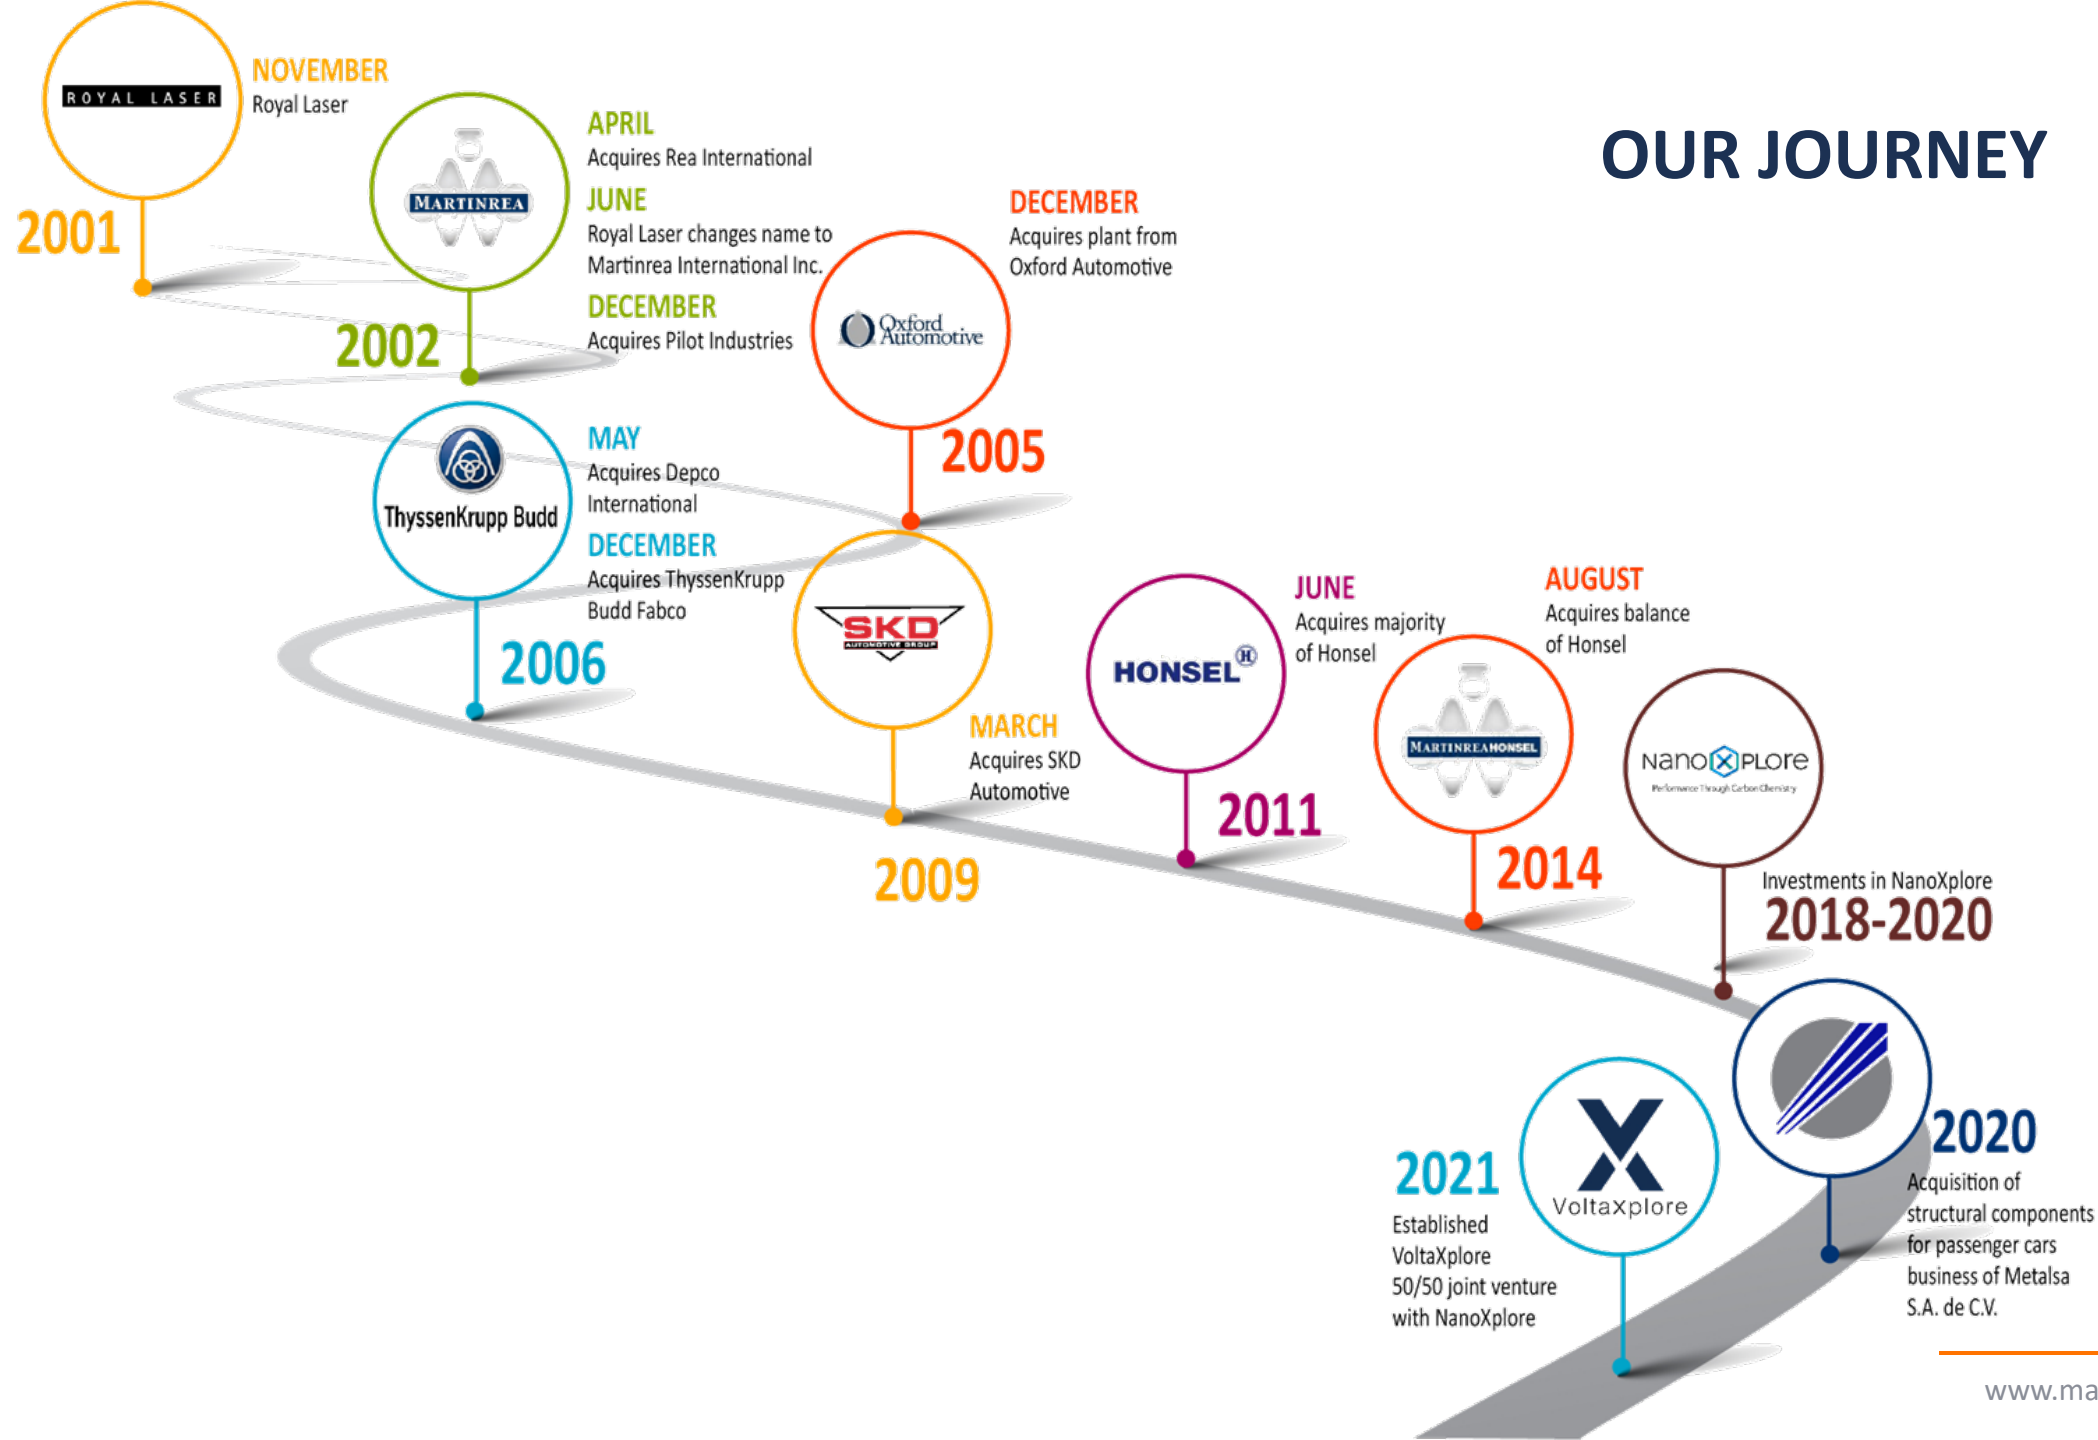 OUR JOURNEY
ROYAL LASER
NOVEMBER
Royal Laser
2001
MARTINREA
APRIL
Acquires Rea International
JUNE
Royal Laser changes name to
Martinrea International Inc.
DECEMBER
Acquires Pilot Industries
2002
DECEMBER
Acquires plant from
Oxford Automotive
Oxford
Automotive
2005
ThyssenKrupp Budd
MAY
Acquires Depco
International
DECEMBER
Acquires ThyssenKrupp
Budd Fabco
2006
SKD
AUTOMOTIVE GROUP
MARCH
Acquires SKD
Automotive
2009
HONSEL
H
JUNE
Acquires majority
of Honsel
2011
MARTINREAHONSEL
AUGUST
Acquires balance
of Honsel
2014
NanoXPLore
Performance Through Carbon Chemistry
Investments in NanoXplore
2018-2020
2020
Acquisition of
structural components
for passenger cars
business of Metalsa
S.A. de C.V.
VoltaXplore
2021
Established
VoltaXplore
50/50 joint venture
with NanoXplore
www.ma